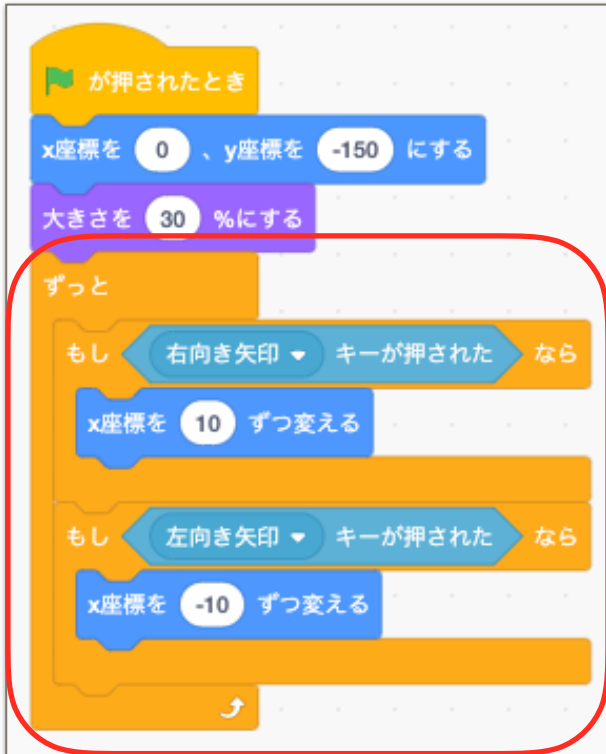 が押されたとき
x座標を 0 、y座標を -150 にする
大きさを 30 %にする
ずっと
もし 右向き矢印 キーが押された なら
x座標を 10 ずつ変える
もし 左向き矢印 キーが押された なら
x座標を -10 ずつ変える